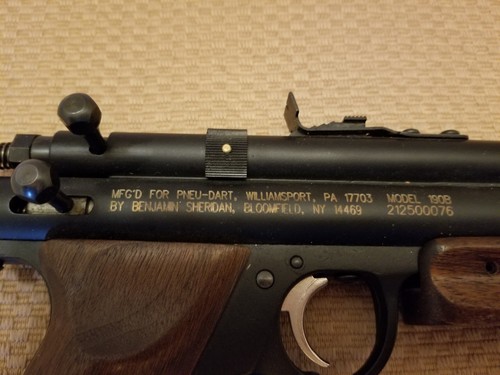 MFG'D FOR PNEU-DART, WILLIAMSPORT, PA 17703 MODEL 190B
BY BENJAMIN SHERIDAN, BLOOMFIELD, NY 14469 212500076